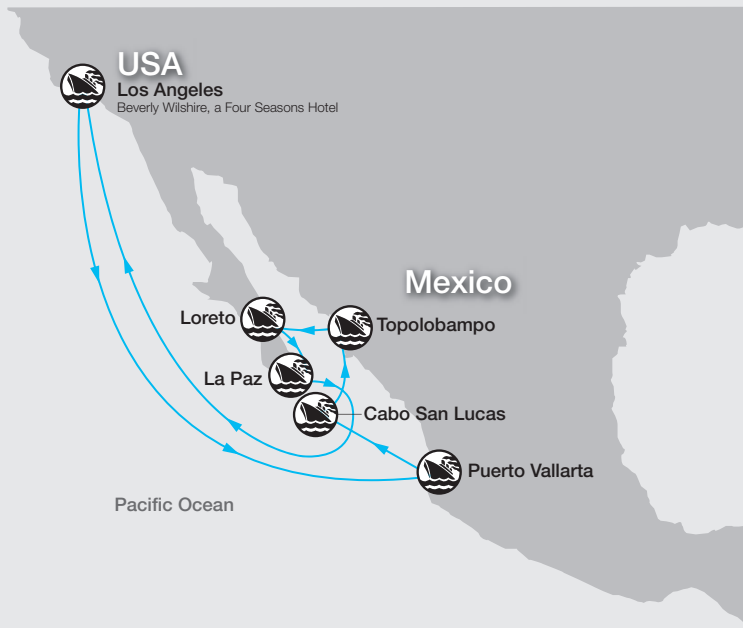 USA
Los Angeles
Beverly Wilshire, a Four Seasons Hotel
Mexico
Loreto
Topolobampo
La Paz
Cabo San Lucas
Puerto Vallarta
Pacific Ocean